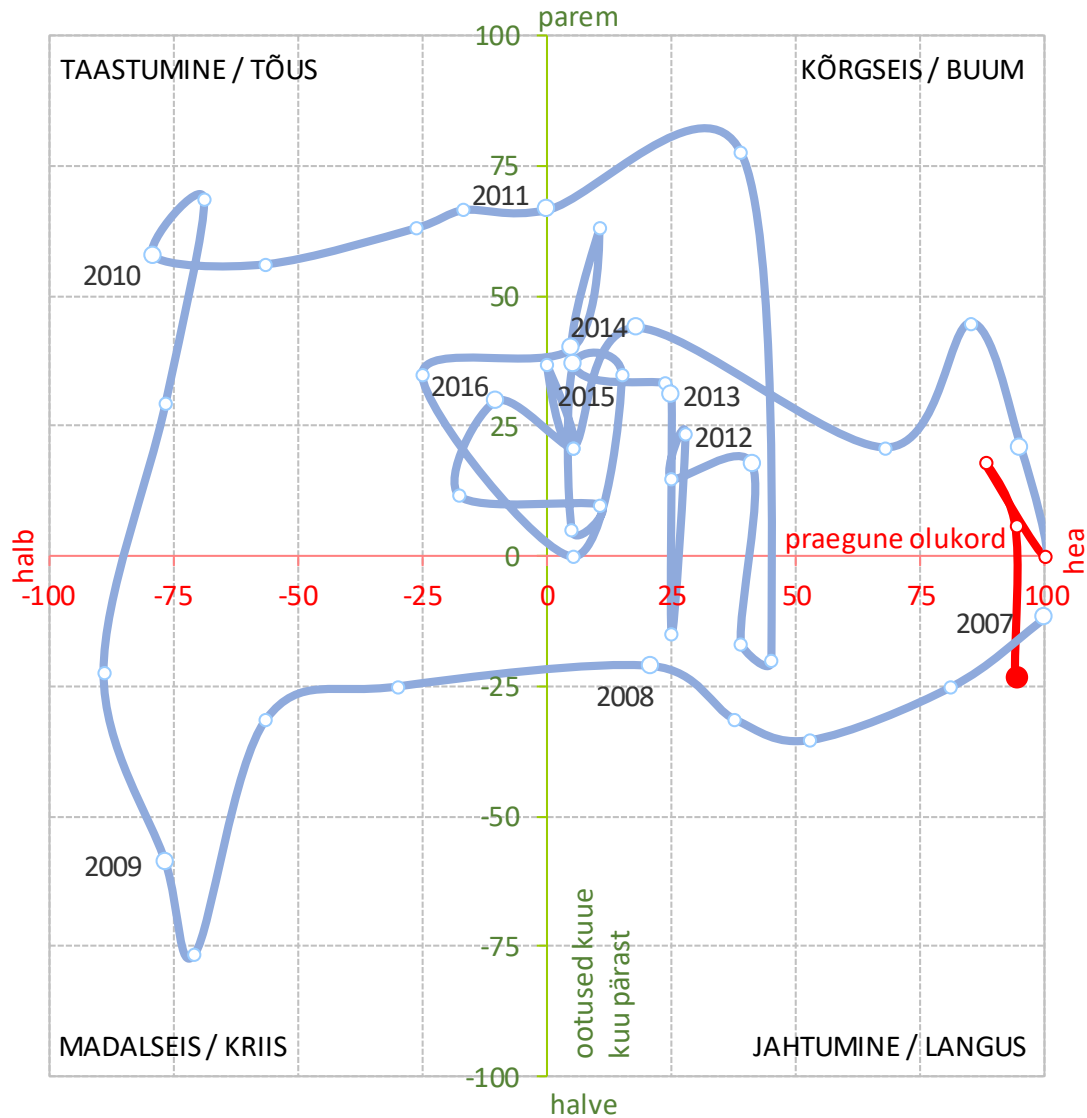 parem
100
TAASTUMINE / TÕUS
KÕRGSEIS / BUUM
75
2011
2010
50
2014
2016
2015
2013
25
2012
praegune olukord
halb
0
hea
-100
-75
-50
-25
0
25
50
75
100
2007
-25
2008
-50
2009
-75
ootused kuue
kuu pärast
MADALSEIS / KRIIS
JAHTUMINE / LANGUS
-100
halve